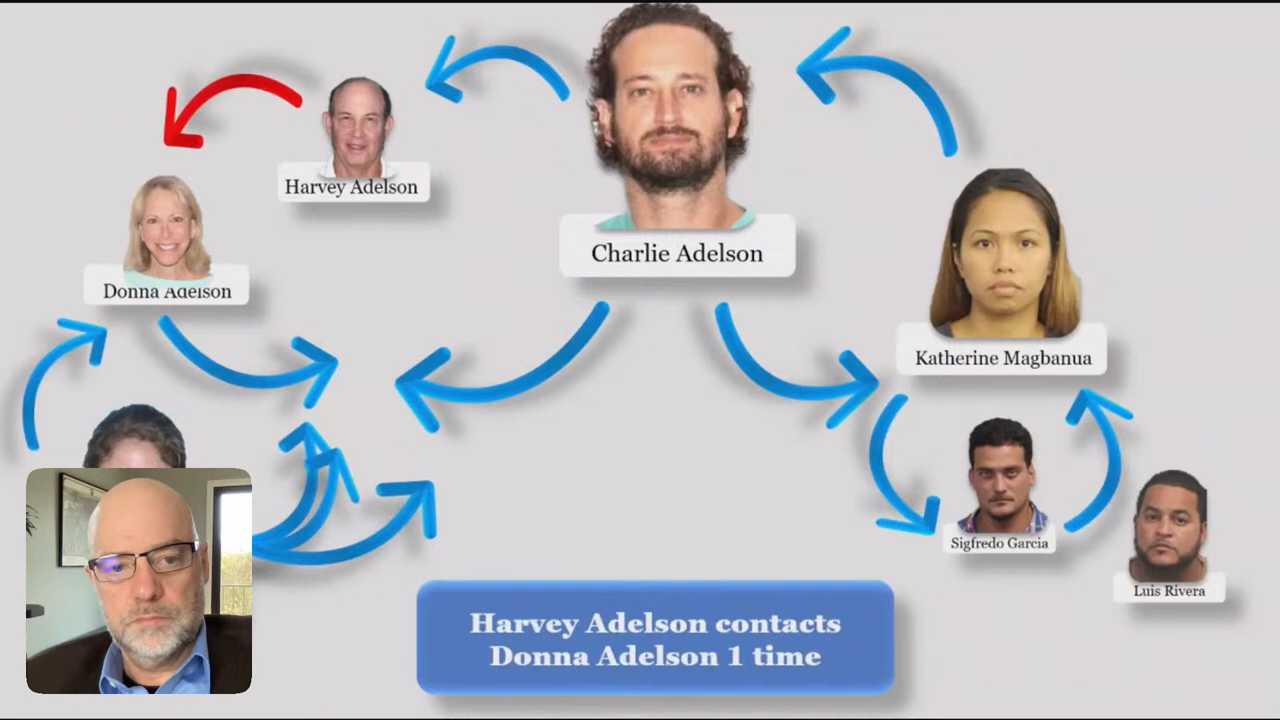 Harvey Adelson
Donna Adelson
Charlie Adelson
Katherine Magbanua
Sigfredo Garcia
Luis Rivera
Harvey Adelson contacts
Donna Adelson 1 time